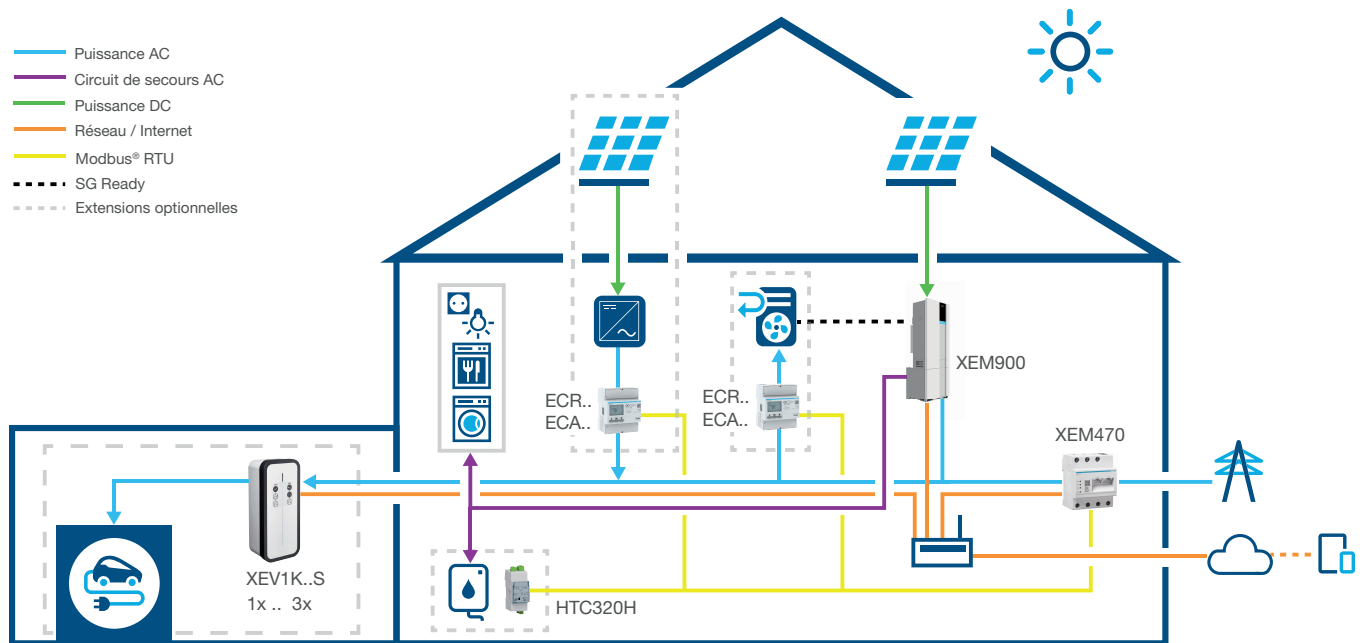 Puissance AC
Circuit de secours AC
Puissance DC
Réseau / Internet
Modbus® RTU
SG Ready
Extensions optionnelles
XEM900
ECR..
ECA..
ECR..
ECA..
XEM470
XEV1K..S
1x .. 3x
HTC320H